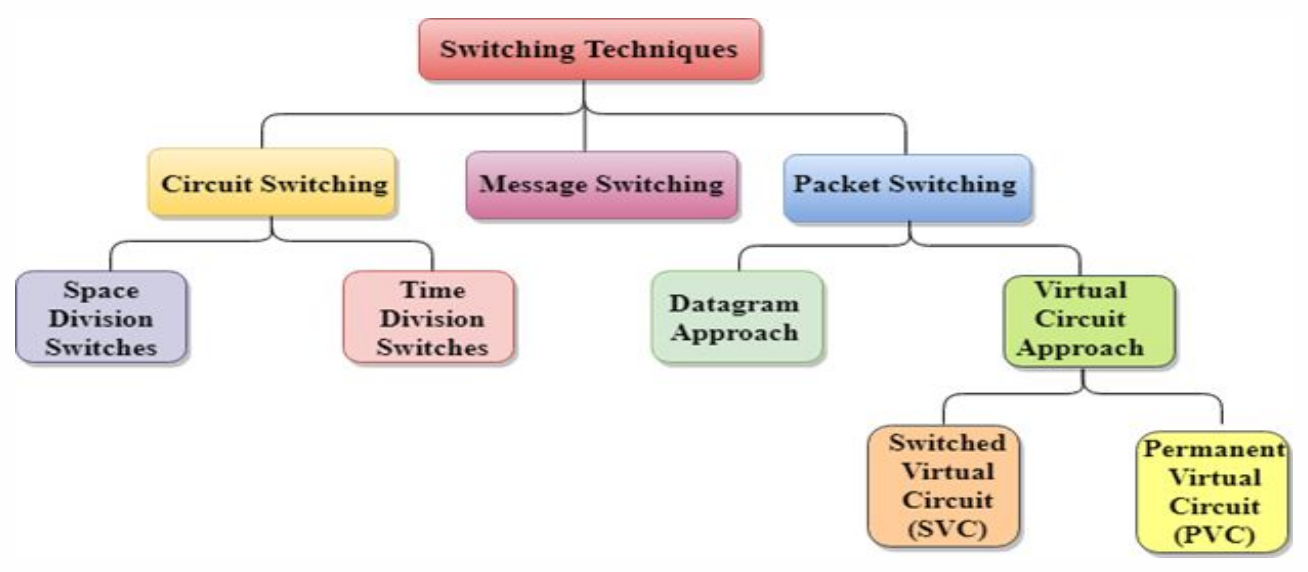 Switching Techniques
Circuit Switching
Message Switching
Packet Switching
Space
Division
Switches
Time
Division
Switches
Datagram
Approach
Virtual
Circuit
Approach
Switched
Virtual
Circuit
(SVC)
Permanent
Virtual
Circuit
(PVC)